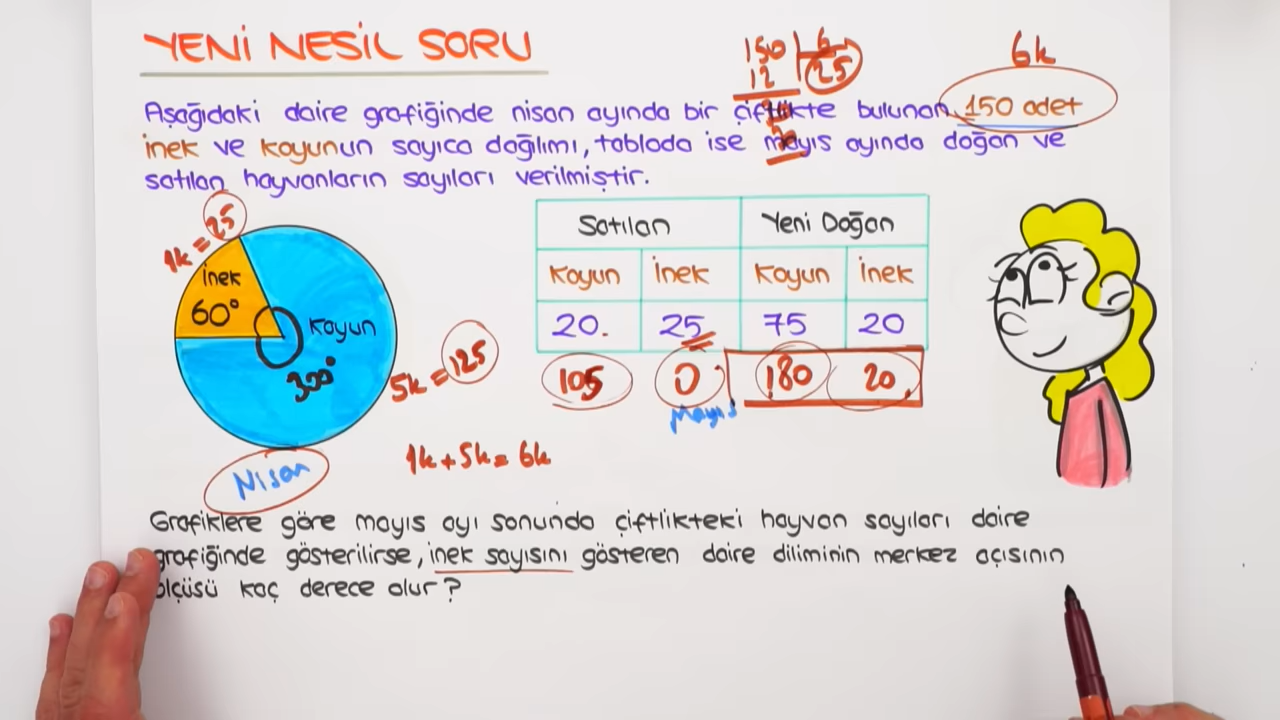 YENİ NESİL SORU
150 6
12 25
6k
Aşağıdaki daire grafiğinde nisan ayında bir çiftlikte bulunan 150 adet
inek ve koyunun sayıca dağılımı, tabloda ise mayıs ayında doğan ve
satılan hayvanların sayıları verilmiştir.
1k = 25
İnek
60°
Koyun
300°
5k = 125
Nisan
1k + 5k = 6k
Satılan Yeni Doğan
Koyun İnek Koyun İnek
20. 25 75 20
105 0 180 20
Mayıs
Grafiklere göre mayıs ayı sonunda çiftlikteki hayvan sayıları daire
grafiğinde gösterilirse, inek sayısını gösteren daire diliminin merkez açısının
ölçüsü kaç derece olur?